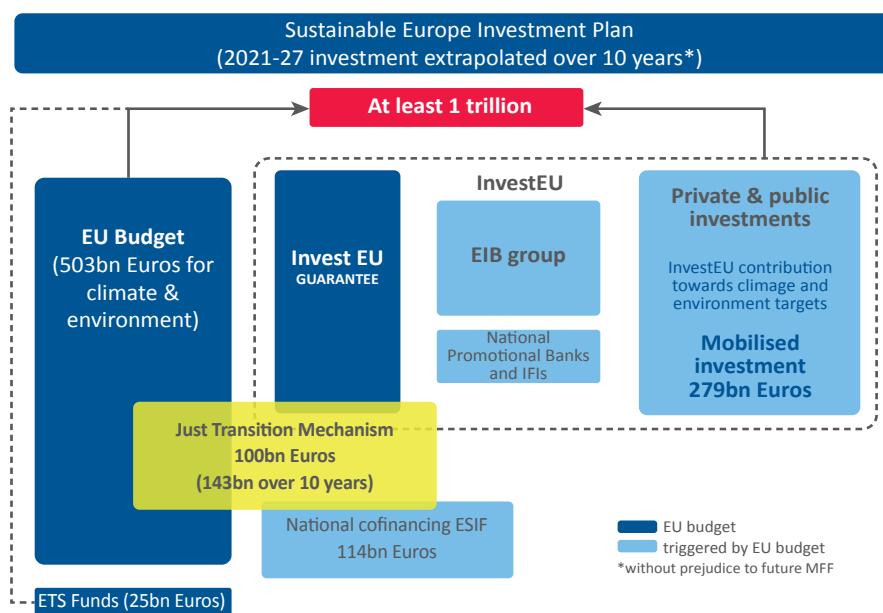 Sustainable Europe Investment Plan
(2021-27 investment extrapolated over 10 years*)
At least 1 trillion
EU Budget
(503bn Euros for
climate &
environment)
InvestEU
Invest EU
GUARANTEE
EIB group
National
Promotional Banks
and IFIs
Private & public
investments
InvestEU contribution
towards climage and
environment targets
Mobilised
investment
279bn Euros
Just Transition Mechanism
100bn Euros
(143bn over 10 years)
National cofinancing ESIF
114bn Euros
EU budget
triggered by EU budget
*without prejudice to future MFF
ETS Funds (25bn Euros)